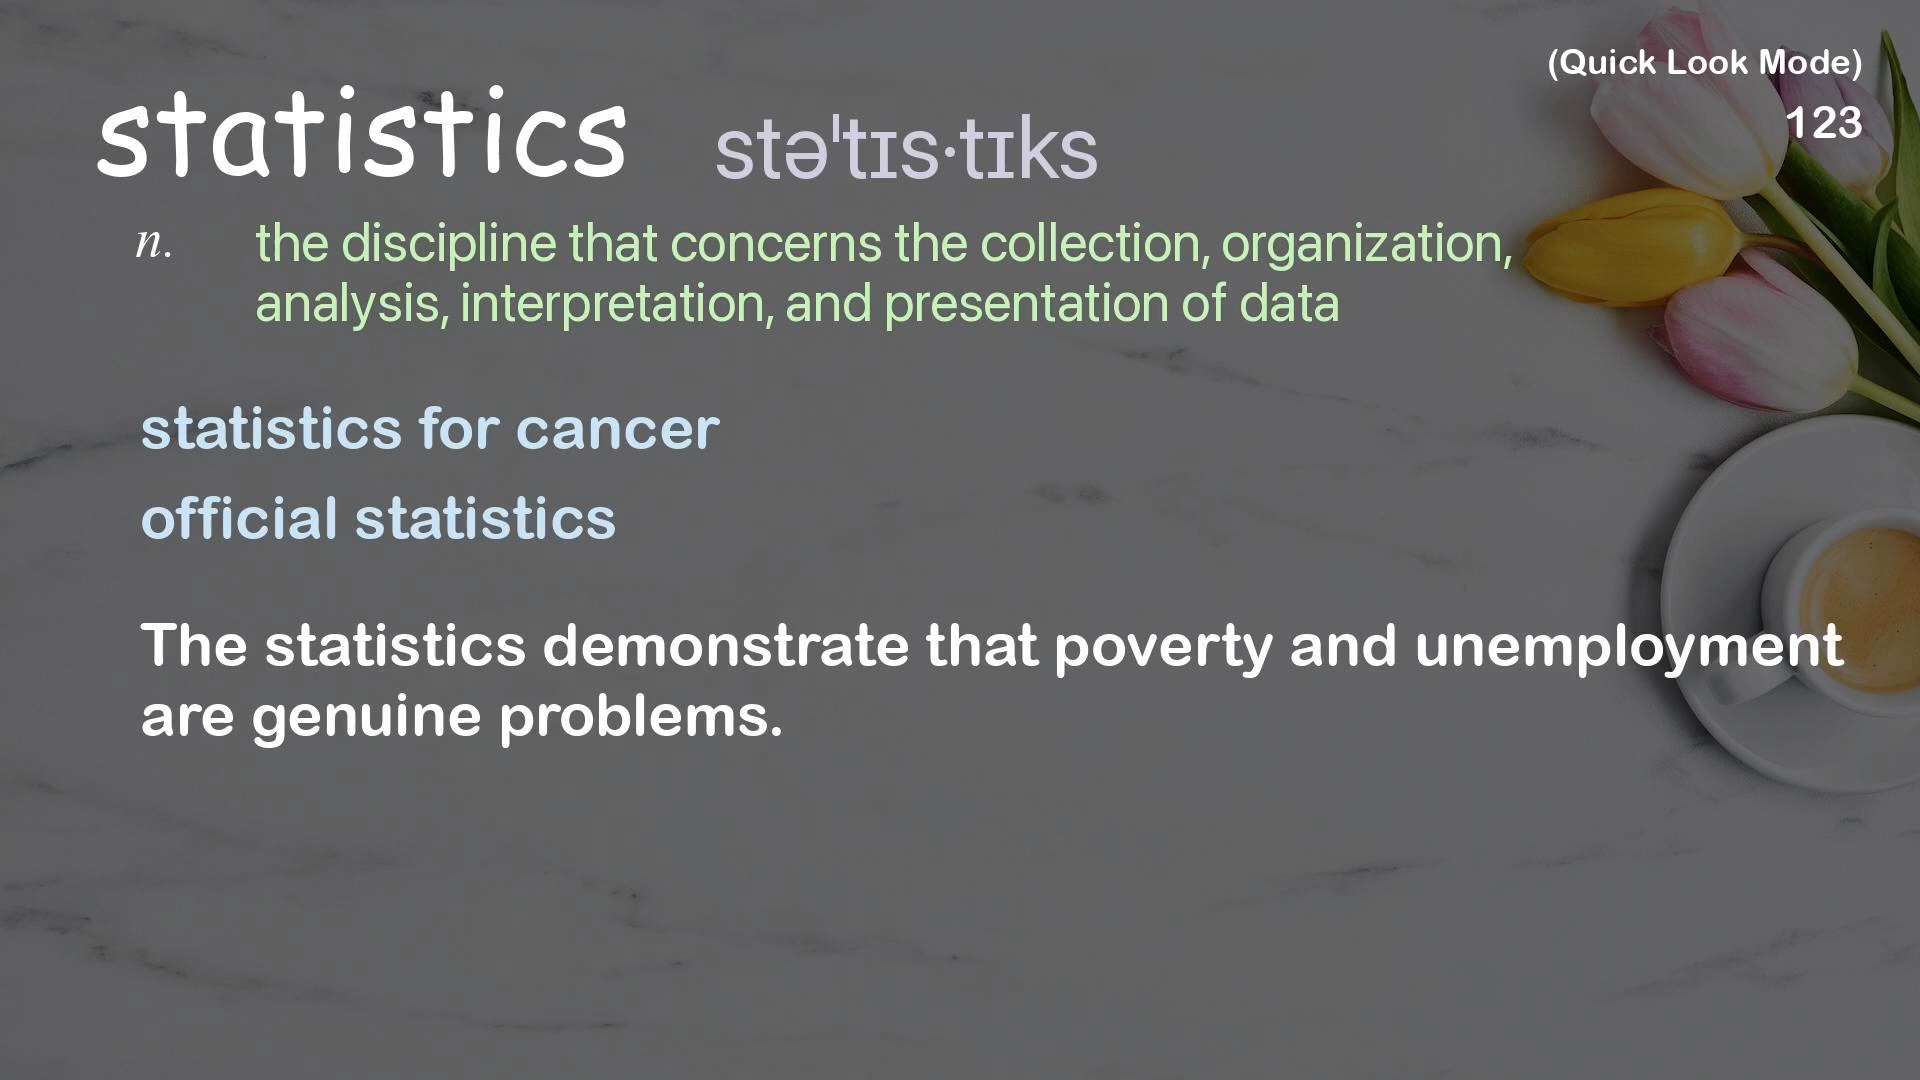 (Quick Look Mode)
123
statistics stəˈtɪs·tɪks
n. the discipline that concerns the collection, organization,
analysis, interpretation, and presentation of data
statistics for cancer
official statistics
The statistics demonstrate that poverty and unemployment
are genuine problems.